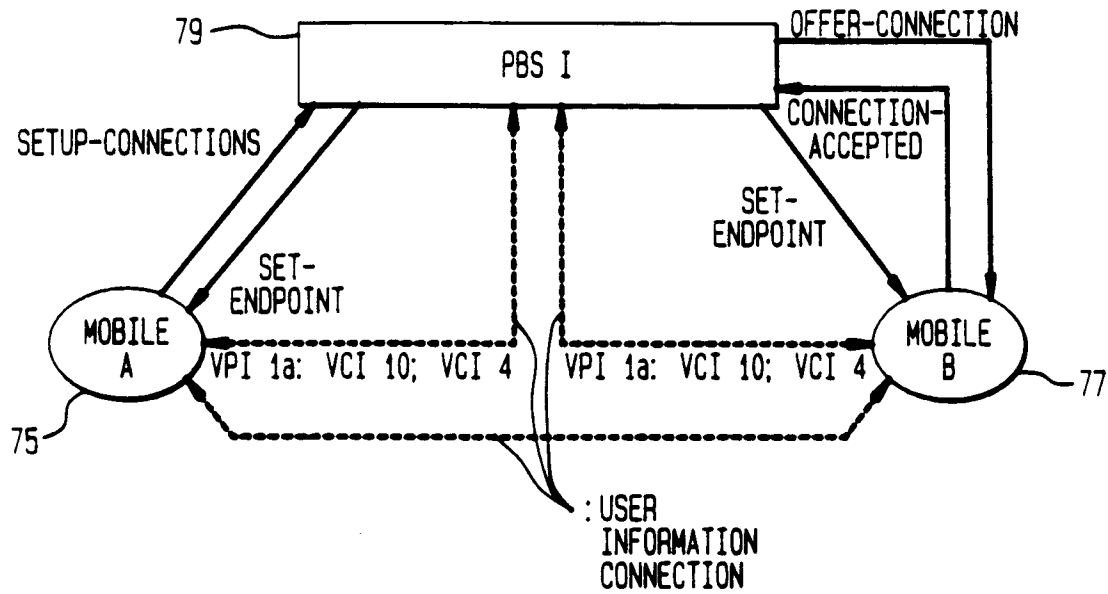 79
OFFER-CONNECTION
PBS I
SETUP-CONNECTIONS
CONNECTION-
ACCEPTED
SET-
ENDPOINT
SET-
ENDPOINT
MOBILE
A
MOBILE
B
VPI 1a: VCI 10; VCI 4
VPI 1a: VCI 10; VCI 4
75
77
: USER
INFORMATION
CONNECTION